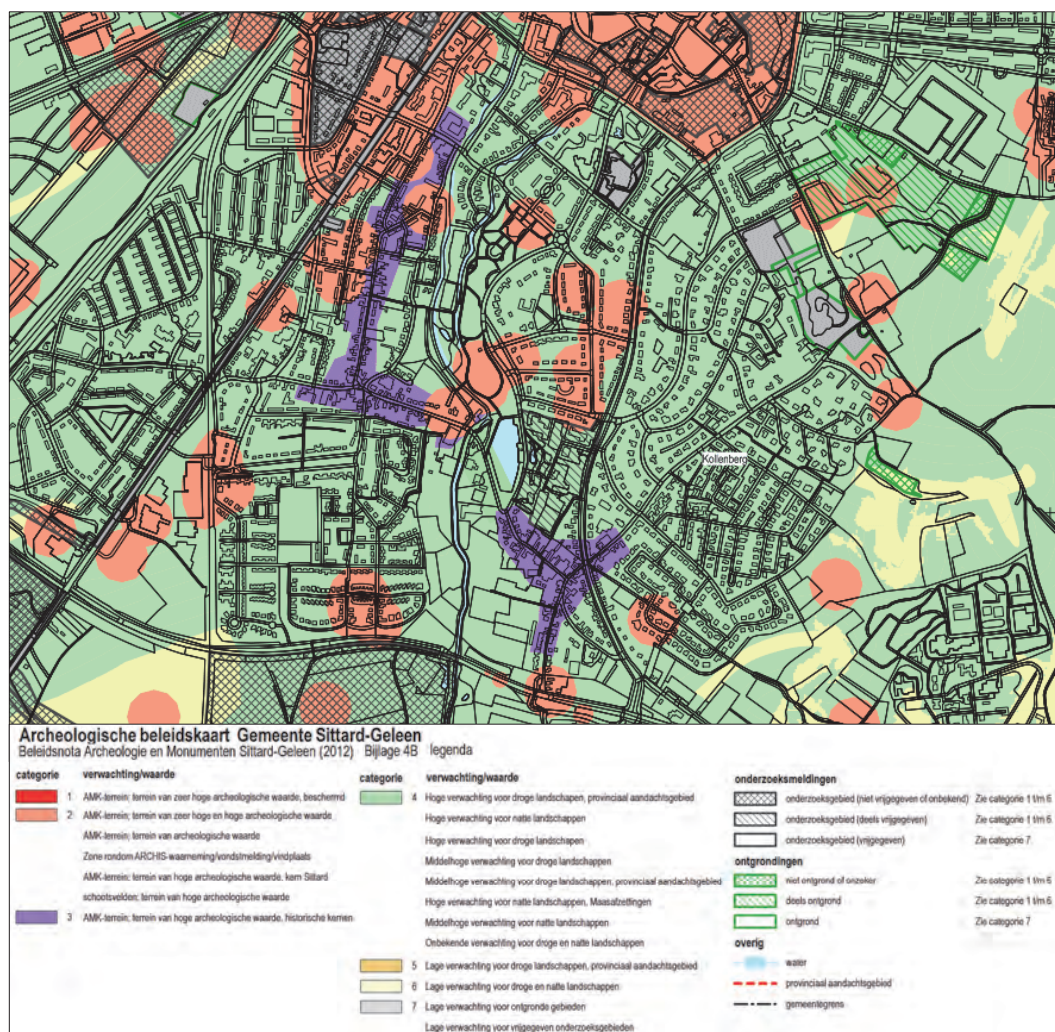 Kollenberg
Archeologische beleidskaart Gemeente Sittard-Geleen
Beleidsnota Archeologie en Monumenten Sittard-Geleen (2012) Bijlage 4B legenda
categorie verwachting/waarde
1 AMK-terrein; terrein van zeer hoge archeologische waarde, beschermd
2 AMK-terrein; terrein van zeer hoge en hoge archeologische waarde
AMK-terrein; terrein van archeologische waarde
Zone rondom ARCHIS-waarneming/vondstmelding/vindplaats
AMK-terrein; terrein van hoge archeologische waarde, kern Sittard
schootsvelden; terrein van hoge archeologische waarde
3 AMK-terrein; terrein van hoge archeologische waarde, historische kernen
categorie verwachting/waarde
4 Hoge verwachting voor droge landschapen, provinciaal aandachtsgebied
Hoge verwachting voor natte landschappen
Hoge verwachting voor droge landschapen
Middelhoge verwachting voor droge landschappen
Middelhoge verwachting voor droge landschappen, provinciaal aandachtsgebied
Hoge verwachting voor natte landschappen, Maasafzettingen
Middelhoge verwachting voor natte landschappen
Onbekende verwachting voor droge en natte landschappen
5 Lage verwachting voor droge landschappen, provinciaal aandachtsgebied
6 Lage verwachting voor droge en natte landschappen
7 Lage verwachting voor ontgronde gebieden
Lage verwachting voor vrijgegeven onderzoeksgebieden
onderzoeksmeldingen
onderzoeksgebied (niet vrijgegeven of onbekend) Zie categorie 1 t/m 6
onderzoeksgebied (deels vrijgegeven) Zie categorie 1 t/m 6
onderzoeksgebied (vrijgegeven) Zie categorie 7
ontgrondingen
niet ontgrond of onzeker Zie categorie 1 t/m 6
deels ontgrond Zie categorie 1 t/m 6
ontgrond Zie categorie 7
overig
water
provinciaal aandachtsgebied
gemeentegrens